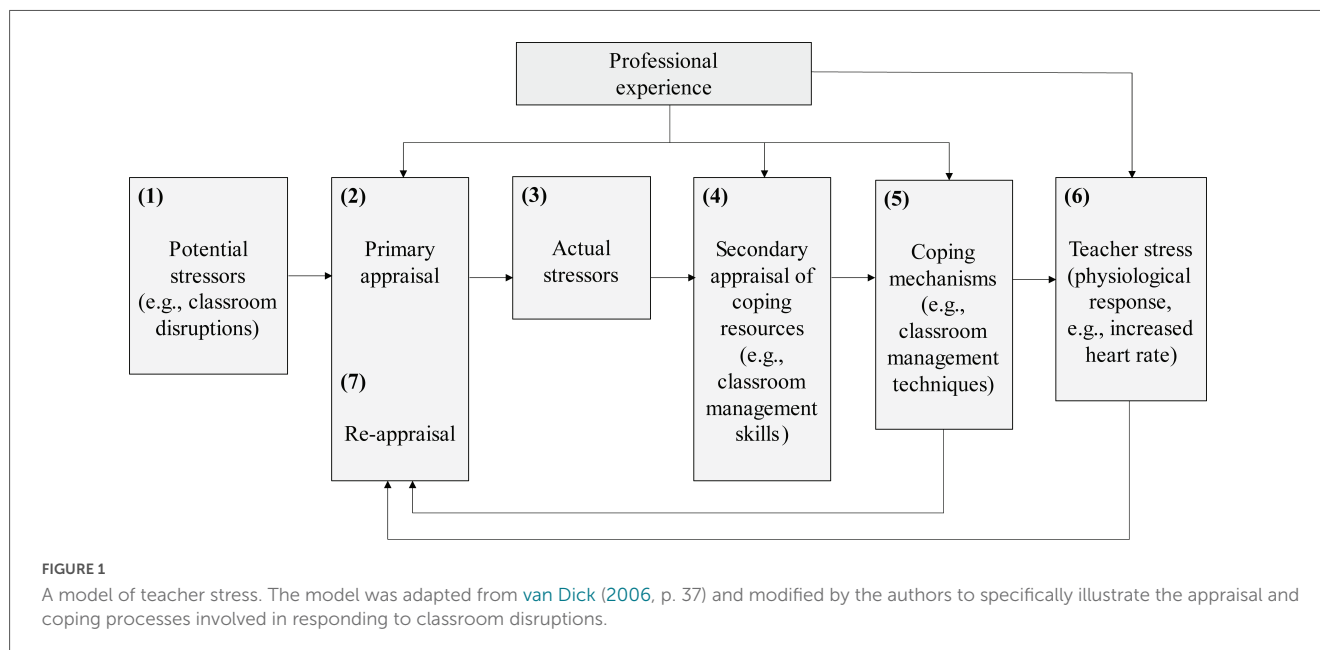 Professional
experience
(1)
Potential
stressors
(e.g., classroom
disruptions)
(2)
Primary
appraisal
(7)
Re-appraisal
(3)
Actual
stressors
(4)
Secondary
appraisal of
coping
resources
(e.g.,
classroom
management
skills)
(5)
Coping
mechanisms
(e.g.,
classroom
management
techniques)
(6)
Teacher stress
(physiological
response,
e.g., increased
heart rate)
FIGURE 1
A model of teacher stress. The model was adapted from van Dick (2006, p. 37) and modified by the authors to specifically illustrate the appraisal and
coping processes involved in responding to classroom disruptions.